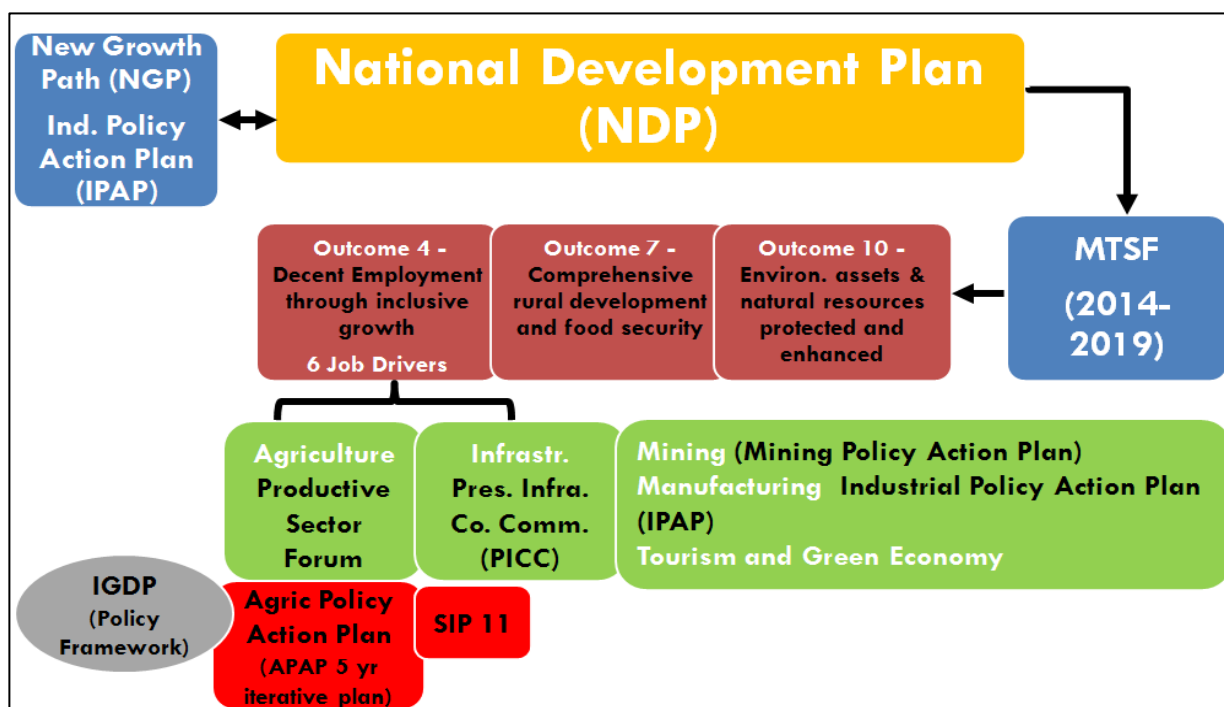 New Growth
Path (NGP)
Ind. Policy
Action Plan
(IPAP)
National Development Plan
(NDP)
MTSF
(2014-
2019)
Outcome 4 -
Decent Employment
through inclusive
growth
6 Job Drivers
Outcome 7 -
Comprehensive
rural development
and food security
Outcome 10 -
Environ. assets &
natural resources
protected and
enhanced
Agriculture
Productive
Sector
Forum
Infrastr.
Pres. Infra.
Co. Comm.
(PICC)
Mining (Mining Policy Action Plan)
Manufacturing Industrial Policy Action Plan
(IPAP)
Tourism and Green Economy
IGDP
(Policy
Framework)
Agric Policy
Action Plan
(APAP 5 yr
iterative plan)
SIP 11